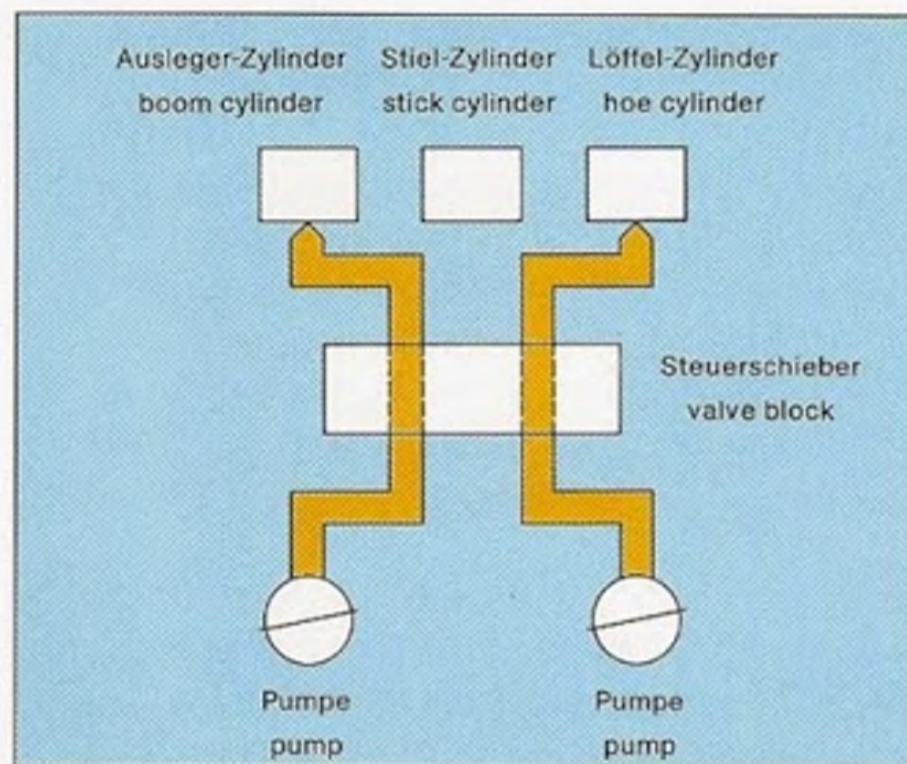 Ausleger-Zylinder Stiel-Zylinder Löffel-Zylinder
boom cylinder stick cylinder hoe cylinder
Steuerschieber
valve block
Pumpe Pumpe
pump pump